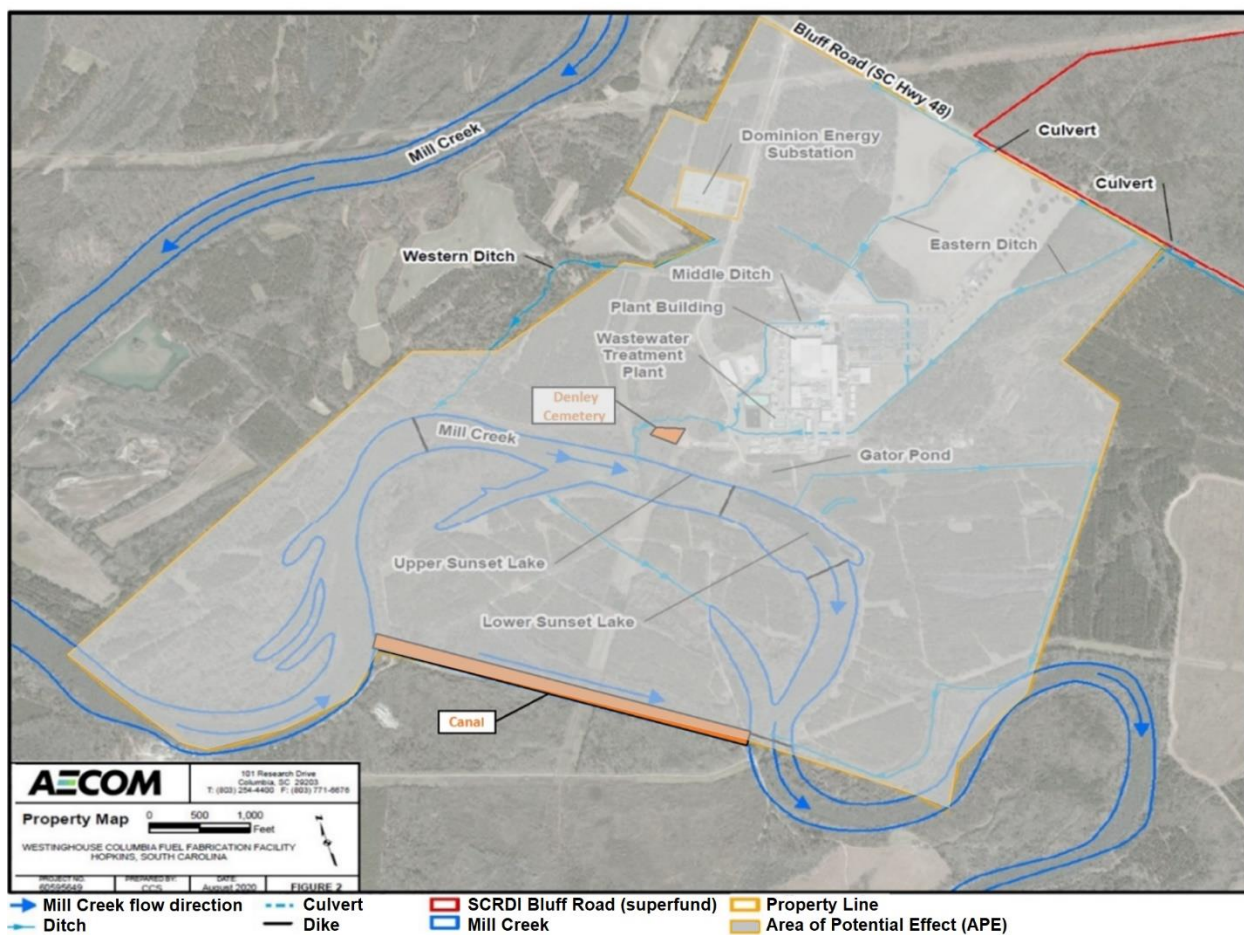 Bluff Road (SC Hwy 48)
Mill Creek
Culvert
Dominion Energy
Substation
Culvert
Eastern Ditch
Western Ditch
Middle Ditch
Plant Building
Wastewater
Treatment
Plant
Denley
Cemetery
Mill Creek
Gator Pond
Upper Sunset Lake
Lower Sunset Lake
Canal
AECOM
101 Research Drive
Columbia, SC 29203
T: (803) 254-4400 F: (803) 771-6676
Property Map
0 500 1,000
Feet
N
WESTINGHOUSE COLUMBIA FUEL FABRICATION FACILITY
HOPKINS, SOUTH CAROLINA
PROJECT NO. PREPARED BY: DATE:
60595649 CCS August 2020 FIGURE 2
Mill Creek flow direction Culvert SCRDI Bluff Road (superfund) Property Line
Ditch Dike Mill Creek Area of Potential Effect (APE)